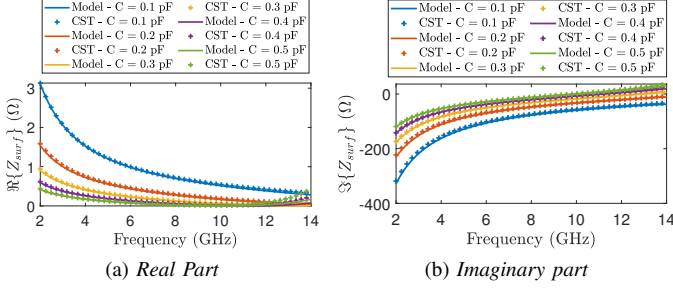 Model - C = 0.1 pF
CST - C = 0.1 pF
Model - C = 0.2 pF
CST - C = 0.2 pF
Model - C = 0.3 pF
CST - C = 0.3 pF
Model - C = 0.4 pF
CST - C = 0.4 pF
Model - C = 0.5 pF
CST - C = 0.5 pF
ℜ{Z_surf} (Ω)
3
2
1
0
2 4 6 8 10 12 14
Frequency (GHz)
(a) Real Part
Model - C = 0.1 pF
CST - C = 0.1 pF
Model - C = 0.2 pF
CST - C = 0.2 pF
Model - C = 0.3 pF
CST - C = 0.3 pF
Model - C = 0.4 pF
CST - C = 0.4 pF
Model - C = 0.5 pF
CST - C = 0.5 pF
ℑ{Z_surf} (Ω)
0
-200
-400
2 4 6 8 10 12 14
Frequency (GHz)
(b) Imaginary part